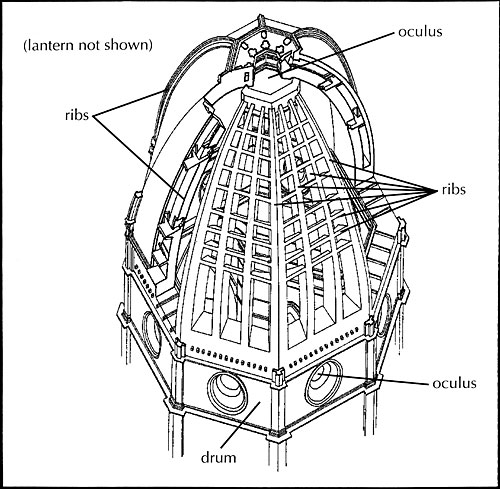 oculus
(lantern not shown)
ribs
ribs
oculus
drum